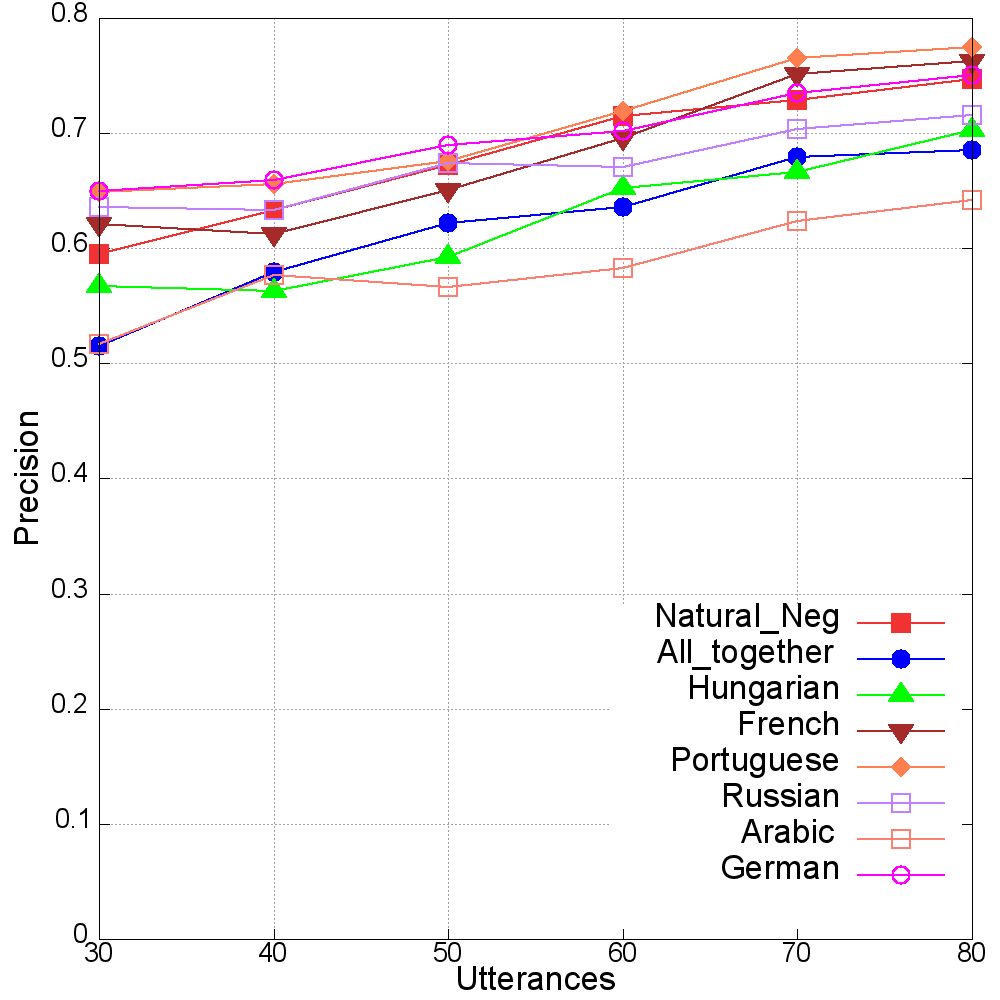 0.8
0.7
0.6
0.5
0.4
0.3
0.2
0.1
0
Precision
30 40 50 60 70 80
Utterances
Natural_Neg
All_together
Hungarian
French
Portuguese
Russian
Arabic
German